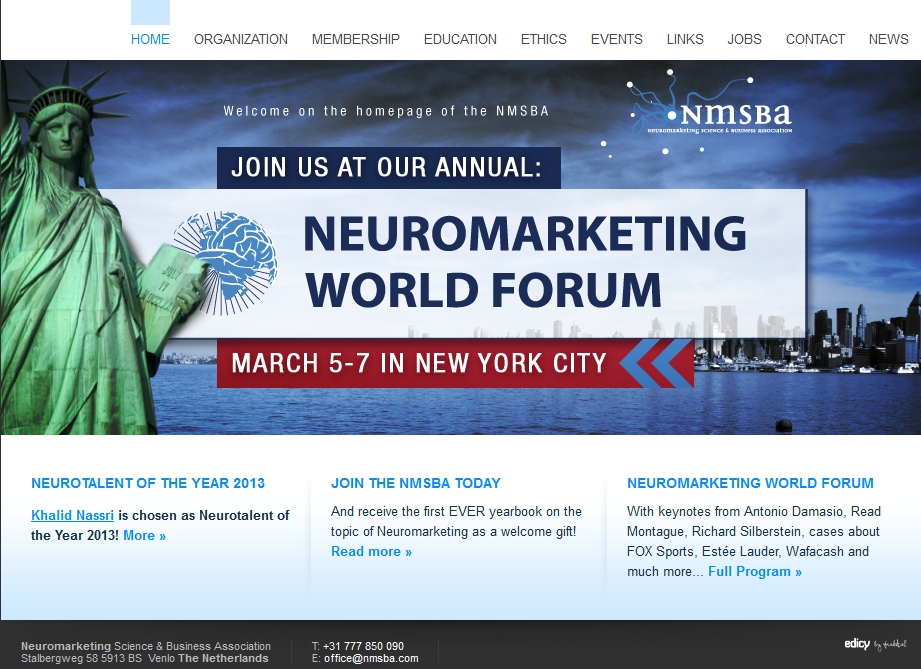 HOME ORGANIZATION MEMBERSHIP EDUCATION ETHICS EVENTS LINKS JOBS CONTACT NEWS
Welcome on the homepage of the NMSBA
NMSBA
NEUROMARKETING SCIENCE & BUSINESS ASSOCIATION
JOIN US AT OUR ANNUAL:
NEUROMARKETING
WORLD FORUM
JULY
IV
MARCH 5-7 IN NEW YORK CITY
NEUROTALENT OF THE YEAR 2013
Khalid Nassri is chosen as Neurotalent of
the Year 2013! More »
JOIN THE NMSBA TODAY
And receive the first EVER yearbook on the
topic of Neuromarketing as a welcome gift!
Read more »
NEUROMARKETING WORLD FORUM
With keynotes from Antonio Damasio, Read
Montague, Richard Silberstein, cases about
FOX Sports, Estée Lauder, Wafacash and
much more... Full Program »
Neuromarketing Science & Business Association
Stalbergweg 58 5913 BS Venlo The Netherlands
T: +31 777 850 090
E: office@nmsba.com
edicy by